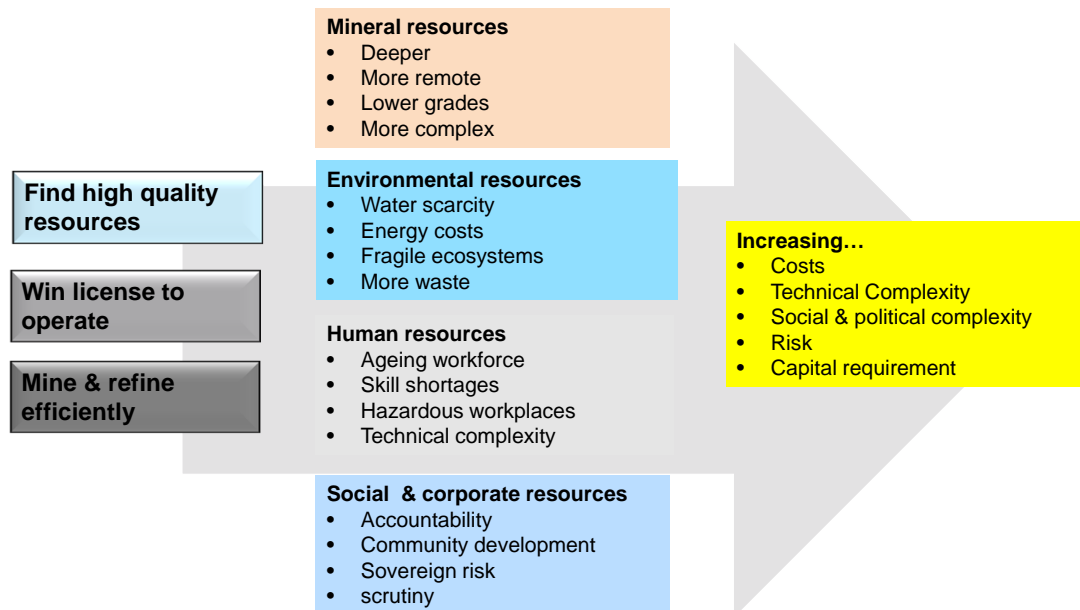 Find high quality
resources
Win license to
operate
Mine & refine
efficiently
Mineral resources
• Deeper
• More remote
• Lower grades
• More complex
Environmental resources
• Water scarcity
• Energy costs
• Fragile ecosystems
• More waste
Human resources
• Ageing workforce
• Skill shortages
• Hazardous workplaces
• Technical complexity
Social & corporate resources
• Accountability
• Community development
• Sovereign risk
• scrutiny
Increasing…
• Costs
• Technical Complexity
• Social & political complexity
• Risk
• Capital requirement